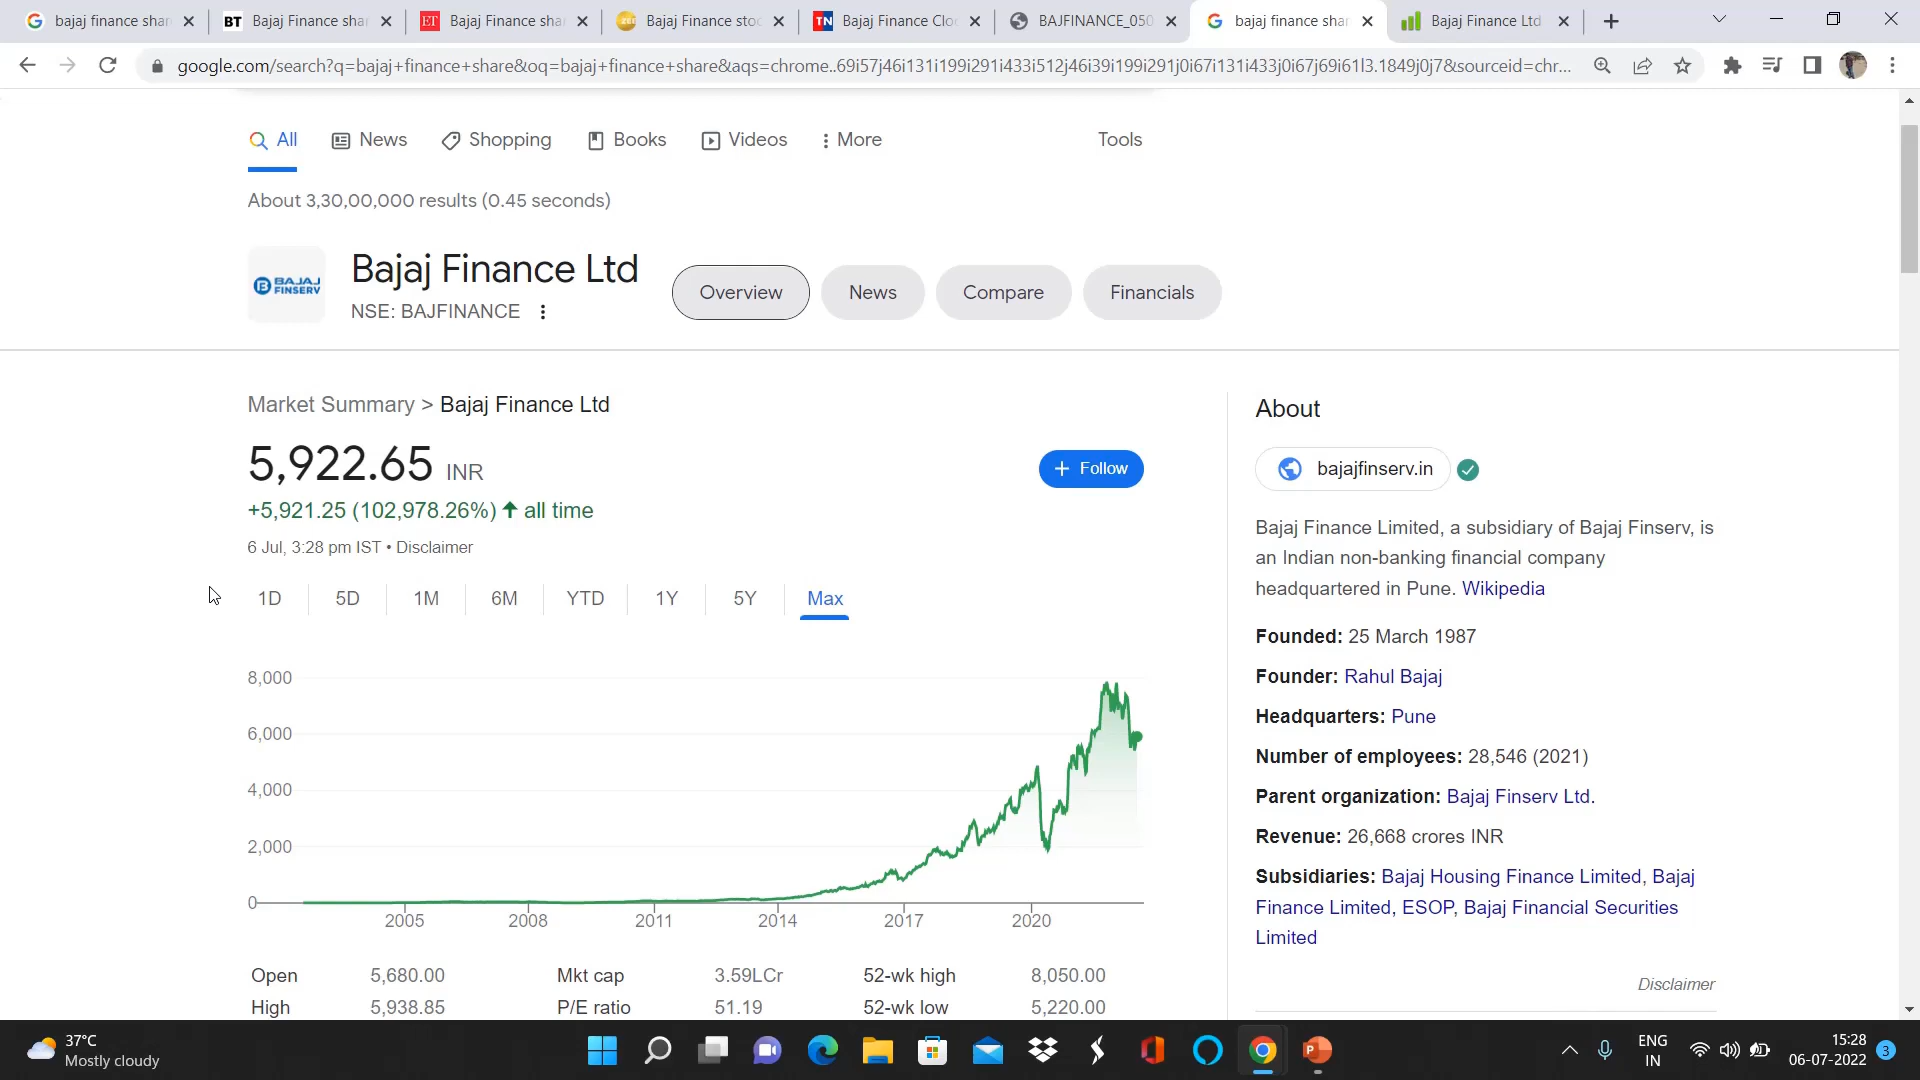 bajaj finance shar
Bajaj Finance sha
Bajaj Finance sha
Bajaj Finance stoc
Bajaj Finance Clo
BAJFINANCE_050
bajaj finance shar
Bajaj Finance Ltd
google.com/search?q=bajaj+finance+share&oq=bajaj+finance+share&aqs=chrome..69i57j46i131i199i291i433i512j46i39i199i291j0i67i131i433j0i67j69i61l3.1849j0j7&sourceid=chr...
All
News
Shopping
Books
Videos
More
Tools
About 3,30,00,000 results (0.45 seconds)
BAJAJ
FINSERV
Bajaj Finance Ltd
NSE: BAJFINANCE
Overview
News
Compare
Financials
Market Summary > Bajaj Finance Ltd
5,922.65 INR
+ Follow
+5,921.25 (102,978.26%) ↑ all time
6 Jul, 3:28 pm IST • Disclaimer
1D
5D
1M
6M
YTD
1Y
5Y
Max
8,000
6,000
4,000
2,000
0
2005
2008
2011
2014
2017
2020
Open 5,680.00 Mkt cap 3.59LCr 52-wk high 8,050.00
High 5,938.85 P/E ratio 51.19 52-wk low 5,220.00
About
bajajfinserv.in
Bajaj Finance Limited, a subsidiary of Bajaj Finserv, is
an Indian non-banking financial company
headquartered in Pune. Wikipedia
Founded: 25 March 1987
Founder: Rahul Bajaj
Headquarters: Pune
Number of employees: 28,546 (2021)
Parent organization: Bajaj Finserv Ltd.
Revenue: 26,668 crores INR
Subsidiaries: Bajaj Housing Finance Limited, Bajaj
Finance Limited, ESOP, Bajaj Financial Securities
Limited
Disclaimer
37°C
Mostly cloudy
ENG
IN
15:28
06-07-2022
3